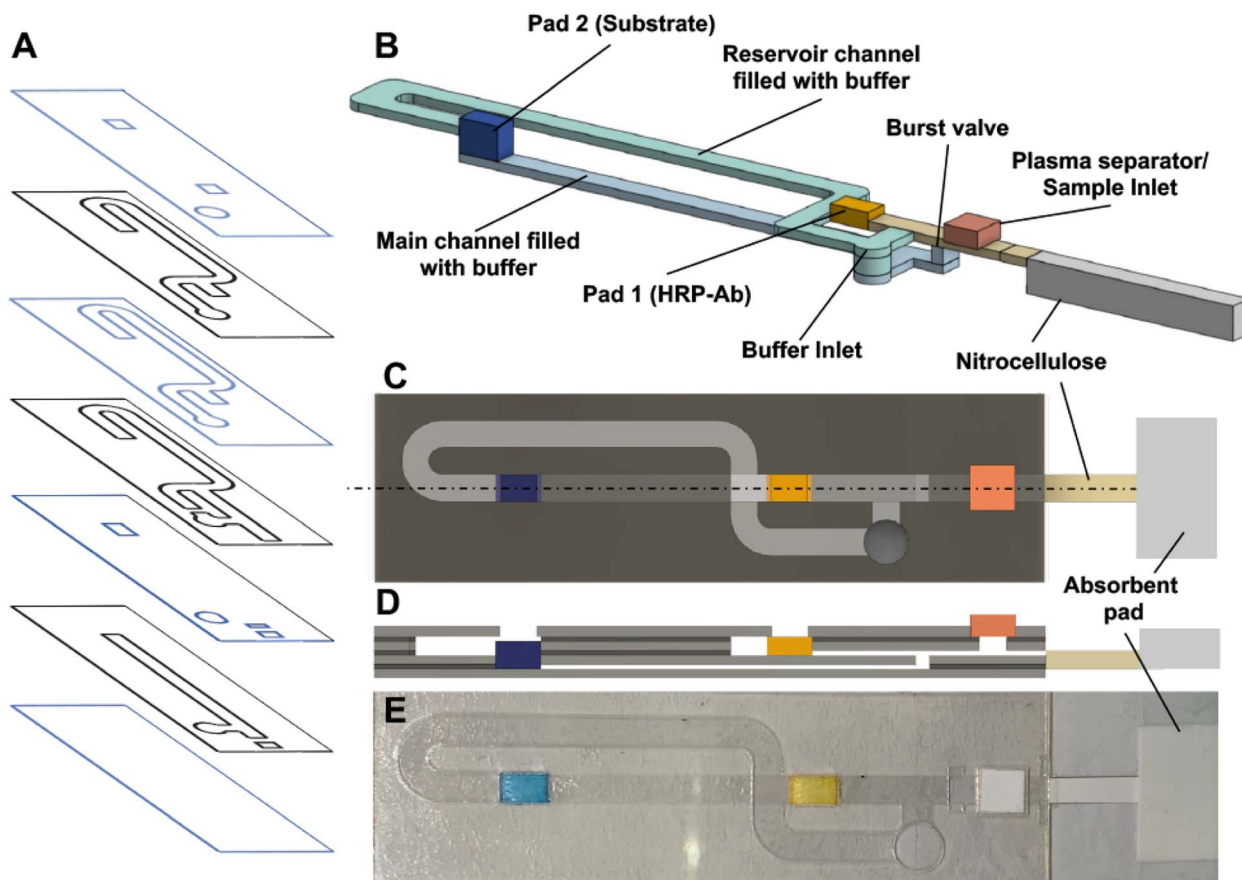 A
B
Pad 2 (Substrate)
Reservoir channel
filled with buffer
Burst valve
Plasma separator/
Sample Inlet
Main channel filled
with buffer
Pad 1 (HRP-Ab)
Buffer Inlet
Nitrocellulose
C
Absorbent
pad
D
E